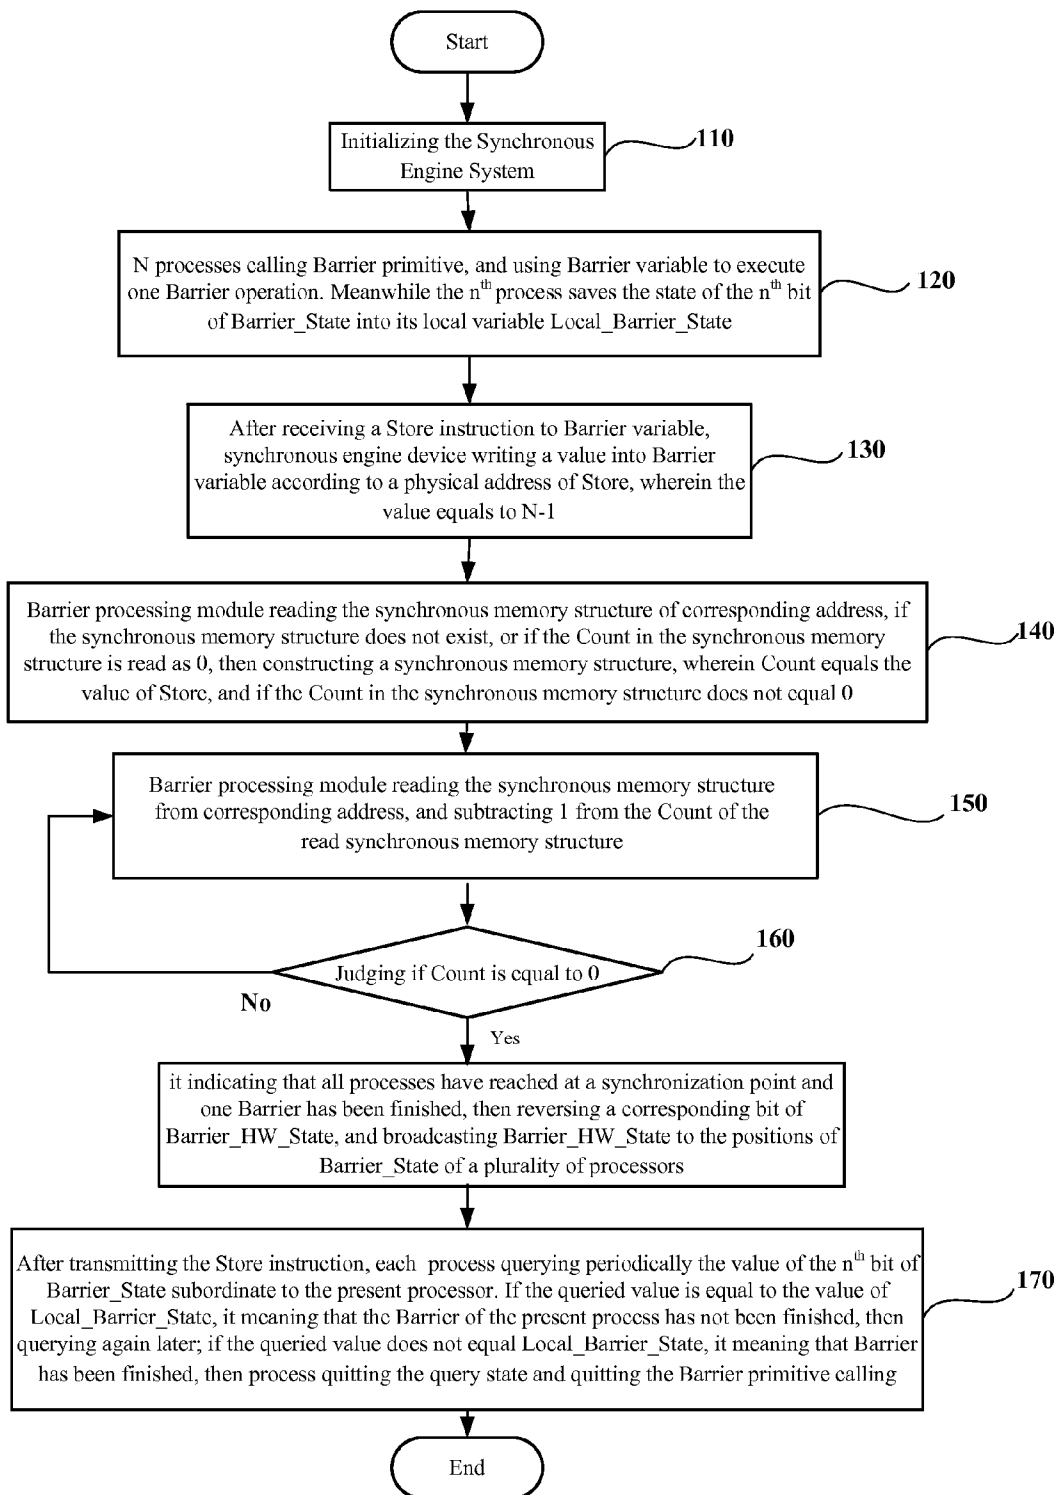 Start
Initializing the Synchronous
Engine System
110
N processes calling Barrier primitive, and using Barrier variable to execute
one Barrier operation. Meanwhile the nth process saves the state of the nth bit
of Barrier_State into its local variable Local_Barrier_State
120
After receiving a Store instruction to Barrier variable,
synchronous engine device writing a value into Barrier
variable according to a physical address of Store, wherein the
value equals to N-1
130
Barrier processing module reading the synchronous memory structure of corresponding address, if
the synchronous memory structure does not exist, or if the Count in the synchronous memory
structure is read as 0, then constructing a synchronous memory structure, wherein Count equals the
value of Store, and if the Count in the synchronous memory structure does not equal 0
140
Barrier processing module reading the synchronous memory structure
from corresponding address, and subtracting 1 from the Count of the
read synchronous memory structure
150
Judging if Count is equal to 0
160
No
Yes
it indicating that all processes have reached at a synchronization point and
one Barrier has been finished, then reversing a corresponding bit of
Barrier_HW_State, and broadcasting Barrier_HW_State to the positions of
Barrier_State of a plurality of processors
After transmitting the Store instruction, each process querying periodically the value of the nth bit of
Barrier_State subordinate to the present processor. If the queried value is equal to the value of
Local_Barrier_State, it meaning that the Barrier of the present process has not been finished, then
querying again later; if the queried value does not equal Local_Barrier_State, it meaning that Barrier
has been finished, then process quitting the query state and quitting the Barrier primitive calling
170
End